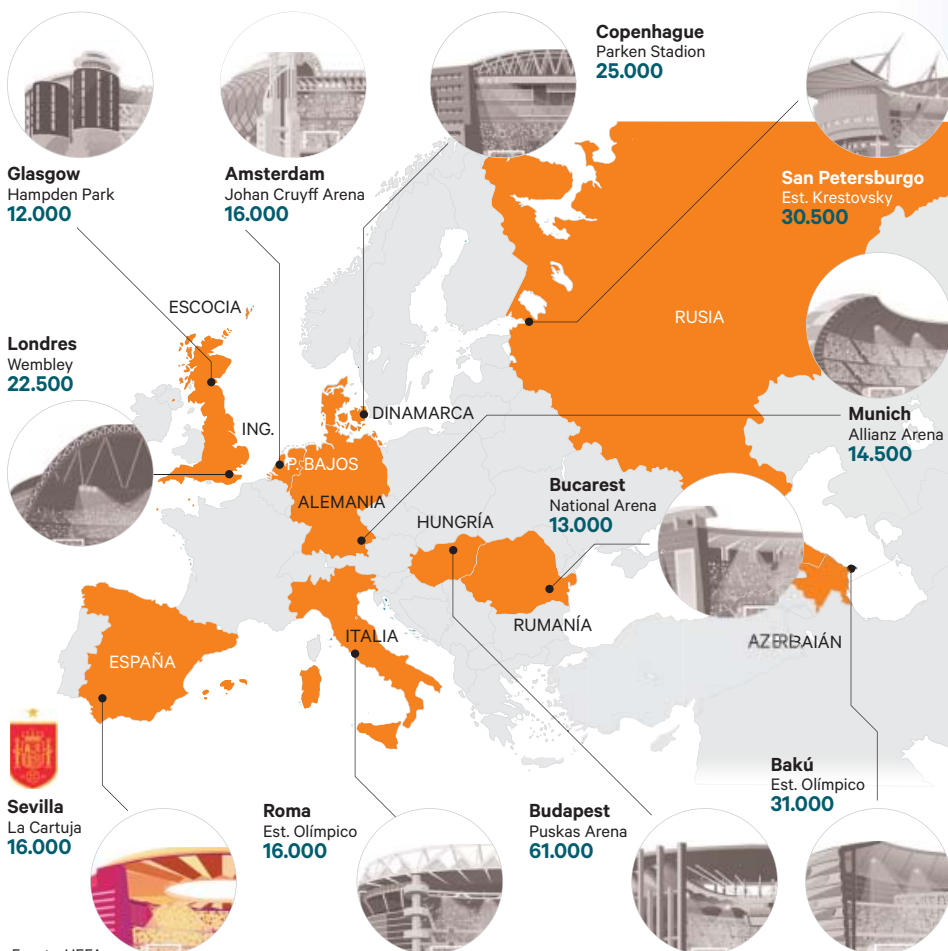 Copenhague
Parken Stadion
25.000
Glasgow
Hampden Park
12.000
Amsterdam
Johan Cruyff Arena
16.000
San Petersburgo
Est. Krestovsky
30.500
ESCOCIA
RUSIA
Londres
Wembley
22.500
DINAMARCA
ING.
Munich
Allianz Arena
14.500
P. BAJOS
ALEMANIA
Bucarest
National Arena
13.000
HUNGRÍA
RUMANÍA
ITALIA
AZERBAIÁN
ESPAÑA
Sevilla
La Cartuja
16.000
Roma
Est. Olímpico
16.000
Budapest
Puskas Arena
61.000
Bakú
Est. Olímpico
31.000